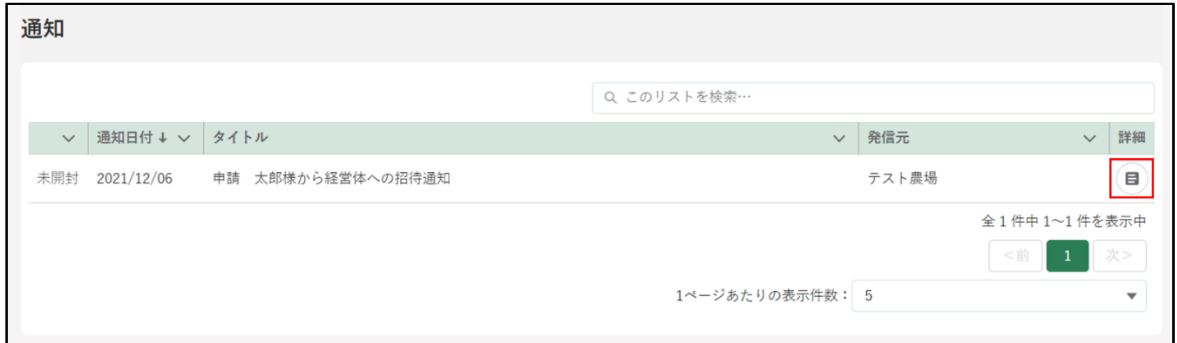 通知
このリストを検索…
通知日付↓ タイトル 発信元 詳細
未開封 2021/12/06 申請　太郎様から経営体への招待通知 テスト農場
全 1 件中 1～1 件を表示中
<前 1 次>
1ページあたりの表示件数： 5